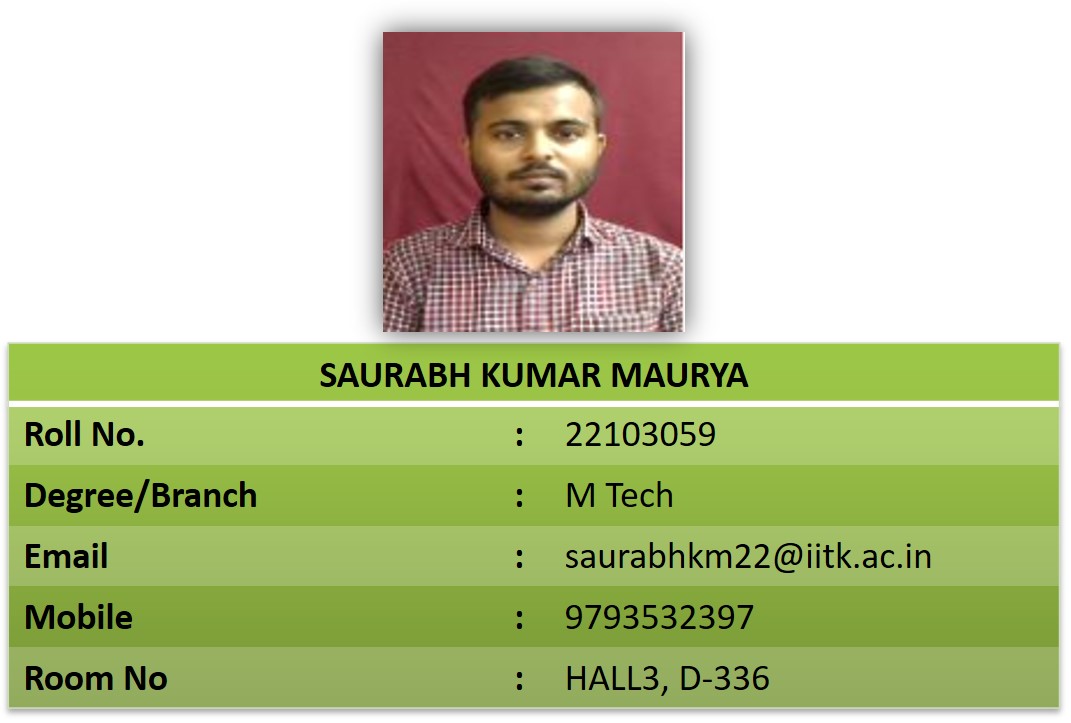 SAURABH KUMAR MAURYA
Roll No. : 22103059
Degree/Branch : M Tech
Email : saurabhkm22@iitk.ac.in
Mobile : 9793532397
Room No : HALL3, D-336